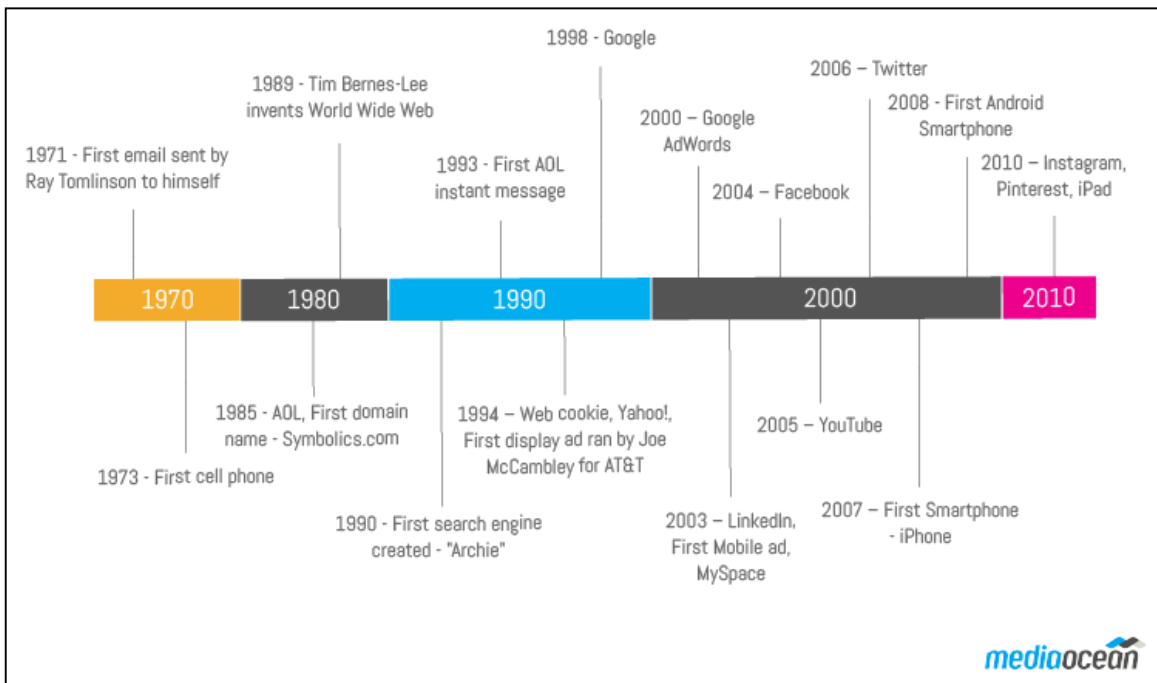 1998 - Google
1989 - Tim Bernes-Lee
invents World Wide Web
2006 – Twitter
2000 – Google
AdWords
2008 - First Android
Smartphone
1971 - First email sent by
Ray Tomlinson to himself
1993 - First AOL
instant message
2004 – Facebook
2010 – Instagram,
Pinterest, iPad
1970
1980
1990
2000
2010
1985 - AOL, First domain
name - Symbolics.com
1973 - First cell phone
1994 – Web cookie, Yahoo!,
First display ad ran by Joe
McCambley for AT&T
1990 - First search engine
created - "Archie"
2005 – YouTube
2003 – LinkedIn,
First Mobile ad,
MySpace
2007 – First Smartphone
- iPhone
mediaocean